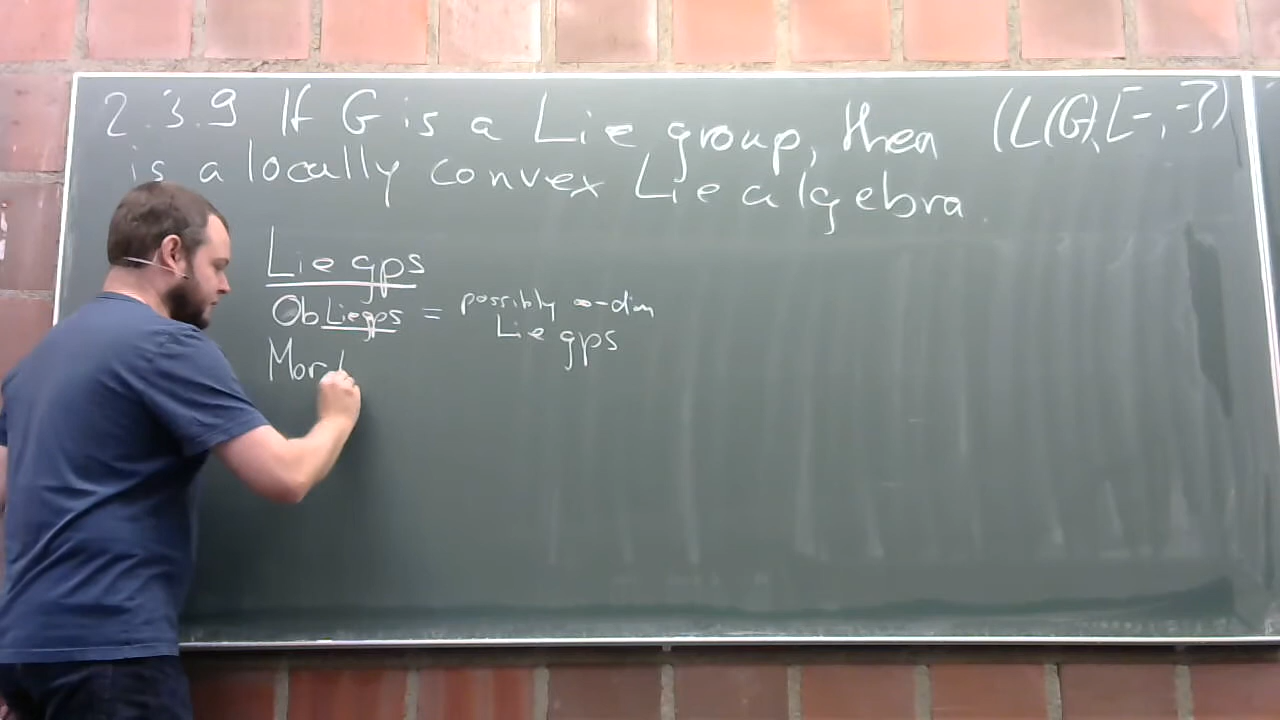 2.3.9 If G is a Lie group, then (L(G),[-,-])
is a locally convex Lie algebra.
Lie gps
Ob Lie gps = possibly ∞-dim
Lie gps
Mor